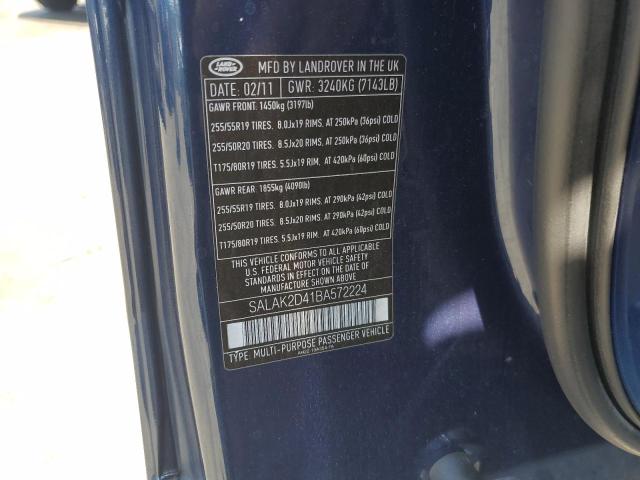 LAND ROVER
MFD BY LANDROVER IN THE UK
DATE: 02/11 GWR: 3240KG (7143LB)
GAWR FRONT: 1450kg (3197lb)
255/55R19 TIRES. 8.0Jx19 RIMS. AT 250kPa (36psi) COLD
255/50R20 TIRES. 8.5Jx20 RIMS. AT 250kPa (36psi) COLD
T175/80R19 TIRES. 5.5Jx19 RIM. AT 420kPa (60psi) COLD
GAWR REAR: 1855kg (4090lb)
255/55R19 TIRES. 8.0Jx19 RIMS. AT 290kPa (42psi) COLD
255/50R20 TIRES. 8.5Jx20 RIMS. AT 290kPa (42psi) COLD
T175/80R19 TIRES. 5.5Jx19 RIM. AT 420kPa (60psi) COLD
THIS VEHICLE CONFORMS TO ALL APPLICABLE
U.S. FEDERAL MOTOR VEHICLE SAFETY
STANDARDS IN EFFECT ON THE DATE OF
MANUFACTURE SHOWN ABOVE
SALAK2D41BA572224
TYPE: MULTI-PURPOSE PASSENGER VEHICLE